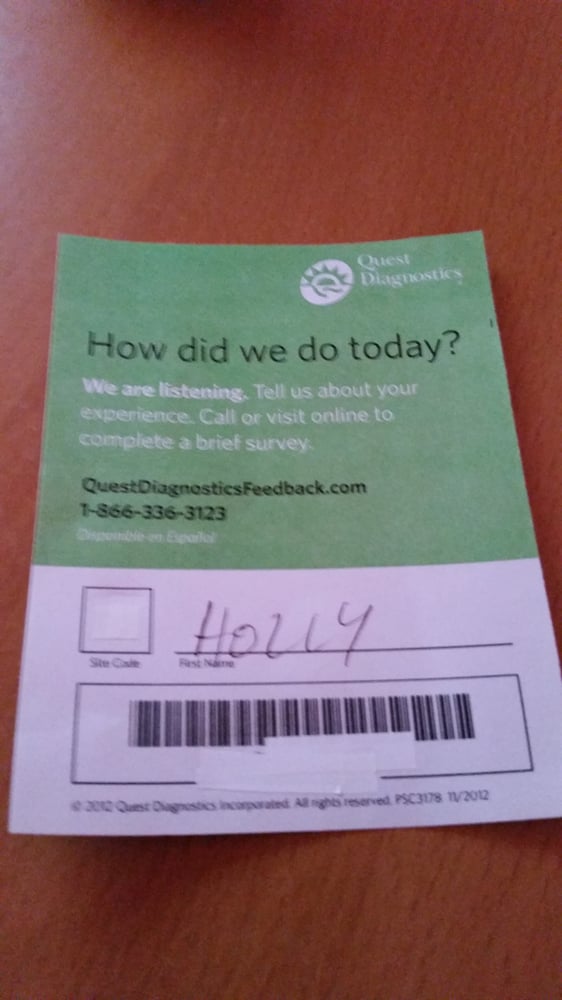 Quest
Diagnostics
How did we do today?
We are listening. Tell us about your
experience. Call or visit online to
complete a brief survey.
QuestDiagnosticsFeedback.com
1-866-336-3123
Disponible en Español
HOLLY
Site Code First Name
© 2012 Quest Diagnostics Incorporated. All rights reserved. PSC3178 11/2012